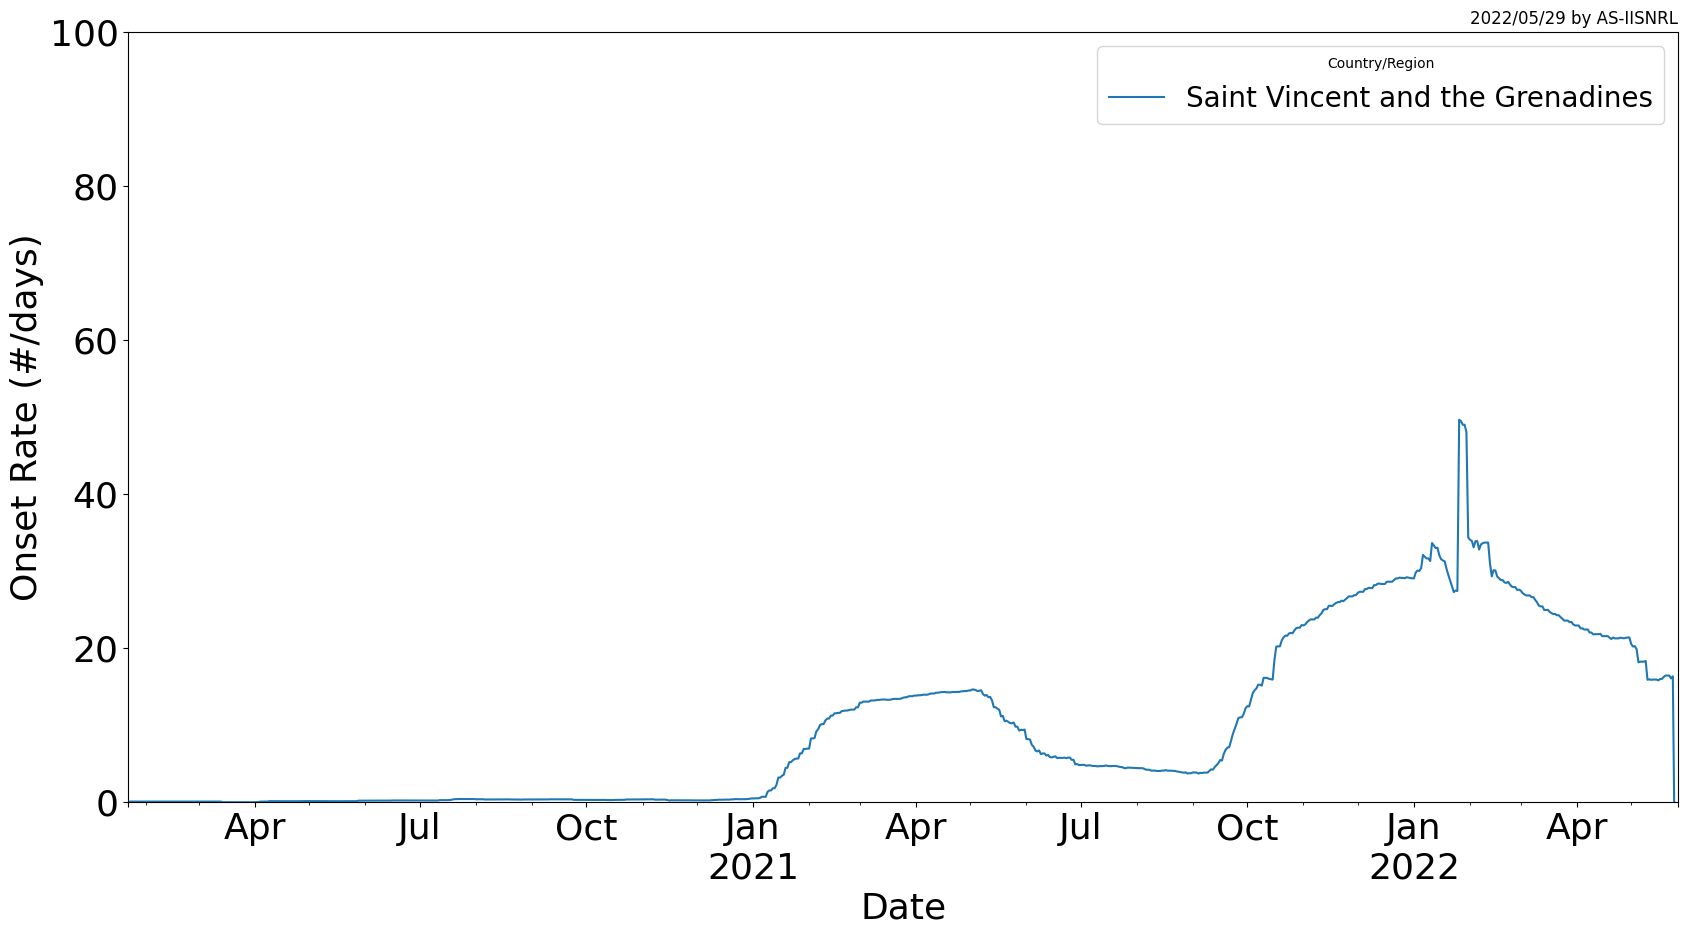 2022/05/29 by AS-IISNRL
Country/Region
Saint Vincent and the Grenadines
Onset Rate (#/days)
100
80
60
40
20
0
Apr Jul Oct Jan Apr Jul Oct Jan Apr
2021 2022
Date